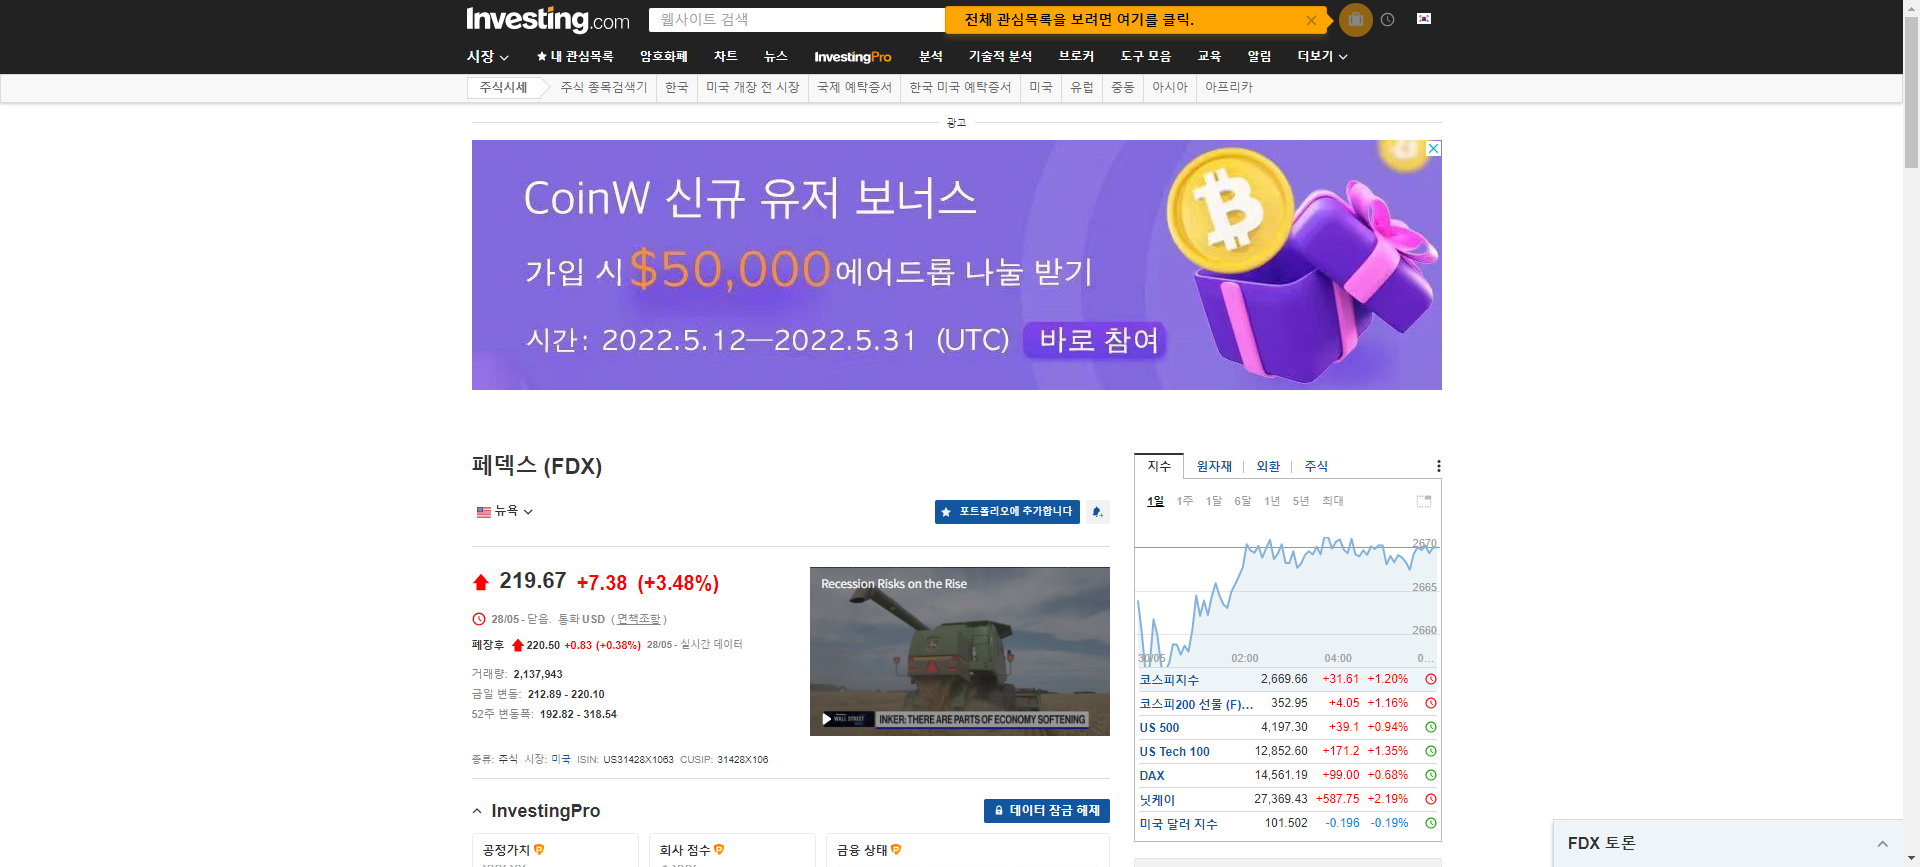 Investing.com
웹사이트 검색
전체 관심목록을 보려면 여기를 클릭.
시장
★ 내 관심목록
암호화폐
차트
뉴스
InvestingPro
분석
기술적 분석
브로커
도구 모음
교육
알림
더보기
주식시세
주식 종목검색기
한국
미국 개장 전 시장
국제 예탁증서
한국 미국 예탁증서
미국
유럽
중동
아시아
아프리카
광고
CoinW 신규 유저 보너스
가입 시 $50,000에어드롭 나눌 받기
시간: 2022.5.12—2022.5.31 (UTC) 바로 참여
페덱스 (FDX)
뉴욕
★ 포트폴리오에 추가합니다
219.67 +7.38 (+3.48%)
28/05 - 닫음. 통화 USD ( 면책조항 )
폐장후 220.50 +0.83 (+0.38%) 28/05 - 실시간 데이터
거래량: 2,137,943
금일 변동: 212.89 - 220.10
52주 변동폭: 192.82 - 318.54
Recession Risks on the Rise
WALL STREET
INKER: THERE ARE PARTS OF ECONOMY SOFTENING
종류: 주식 시장: 미국 ISIN: US31428X1063 CUSIP: 31428X106
InvestingPro
데이터 잠금 해제
공정가치
회사 점수
금융 상태
지수
원자재
외환
주식
1일 1주 1달 6달 1년 5년 최대
2670
2665
2660
30/05 02:00 04:00 0...
코스피지수 2,669.66 +31.61 +1.20%
코스피200 선물 (F)... 352.95 +4.05 +1.16%
US 500 4,197.30 +39.1 +0.94%
US Tech 100 12,852.60 +171.2 +1.35%
DAX 14,561.19 +99.00 +0.68%
닛케이 27,369.43 +587.75 +2.19%
미국 달러 지수 101.502 -0.196 -0.19%
FDX 토론